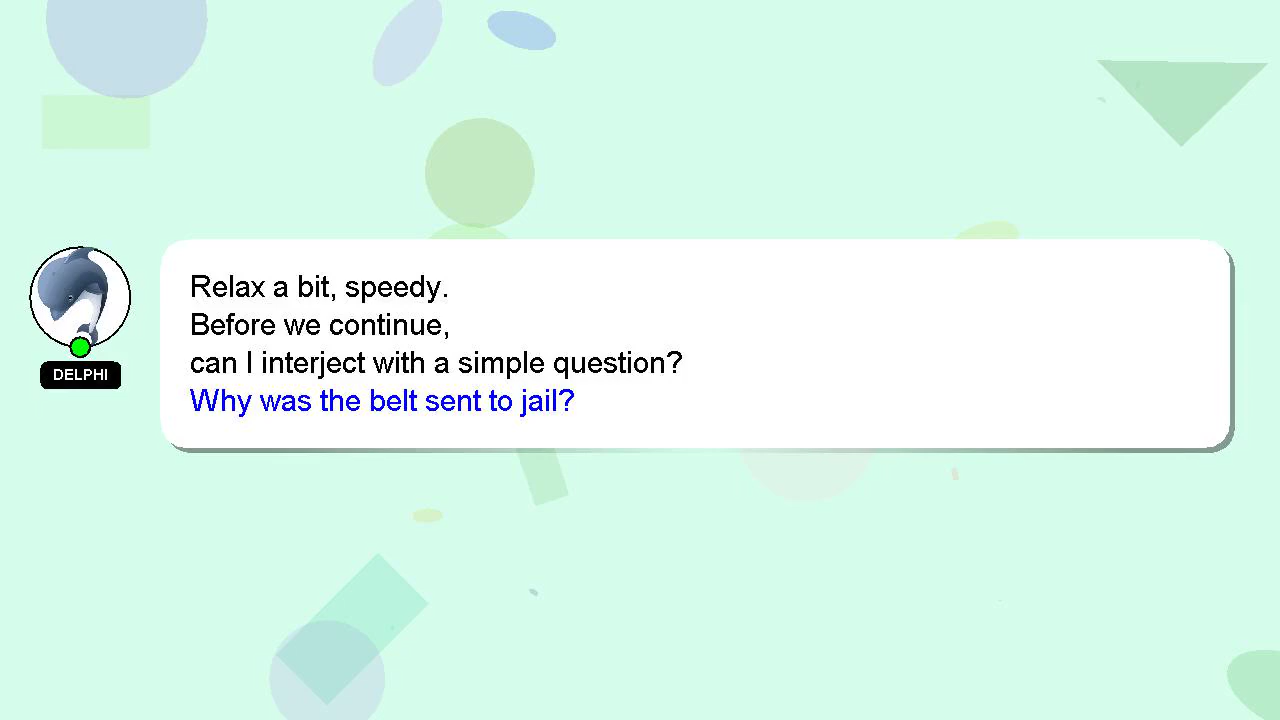 Relax a bit, speedy.
Before we continue,
can I interject with a simple question?
Why was the belt sent to jail?
DELPHI